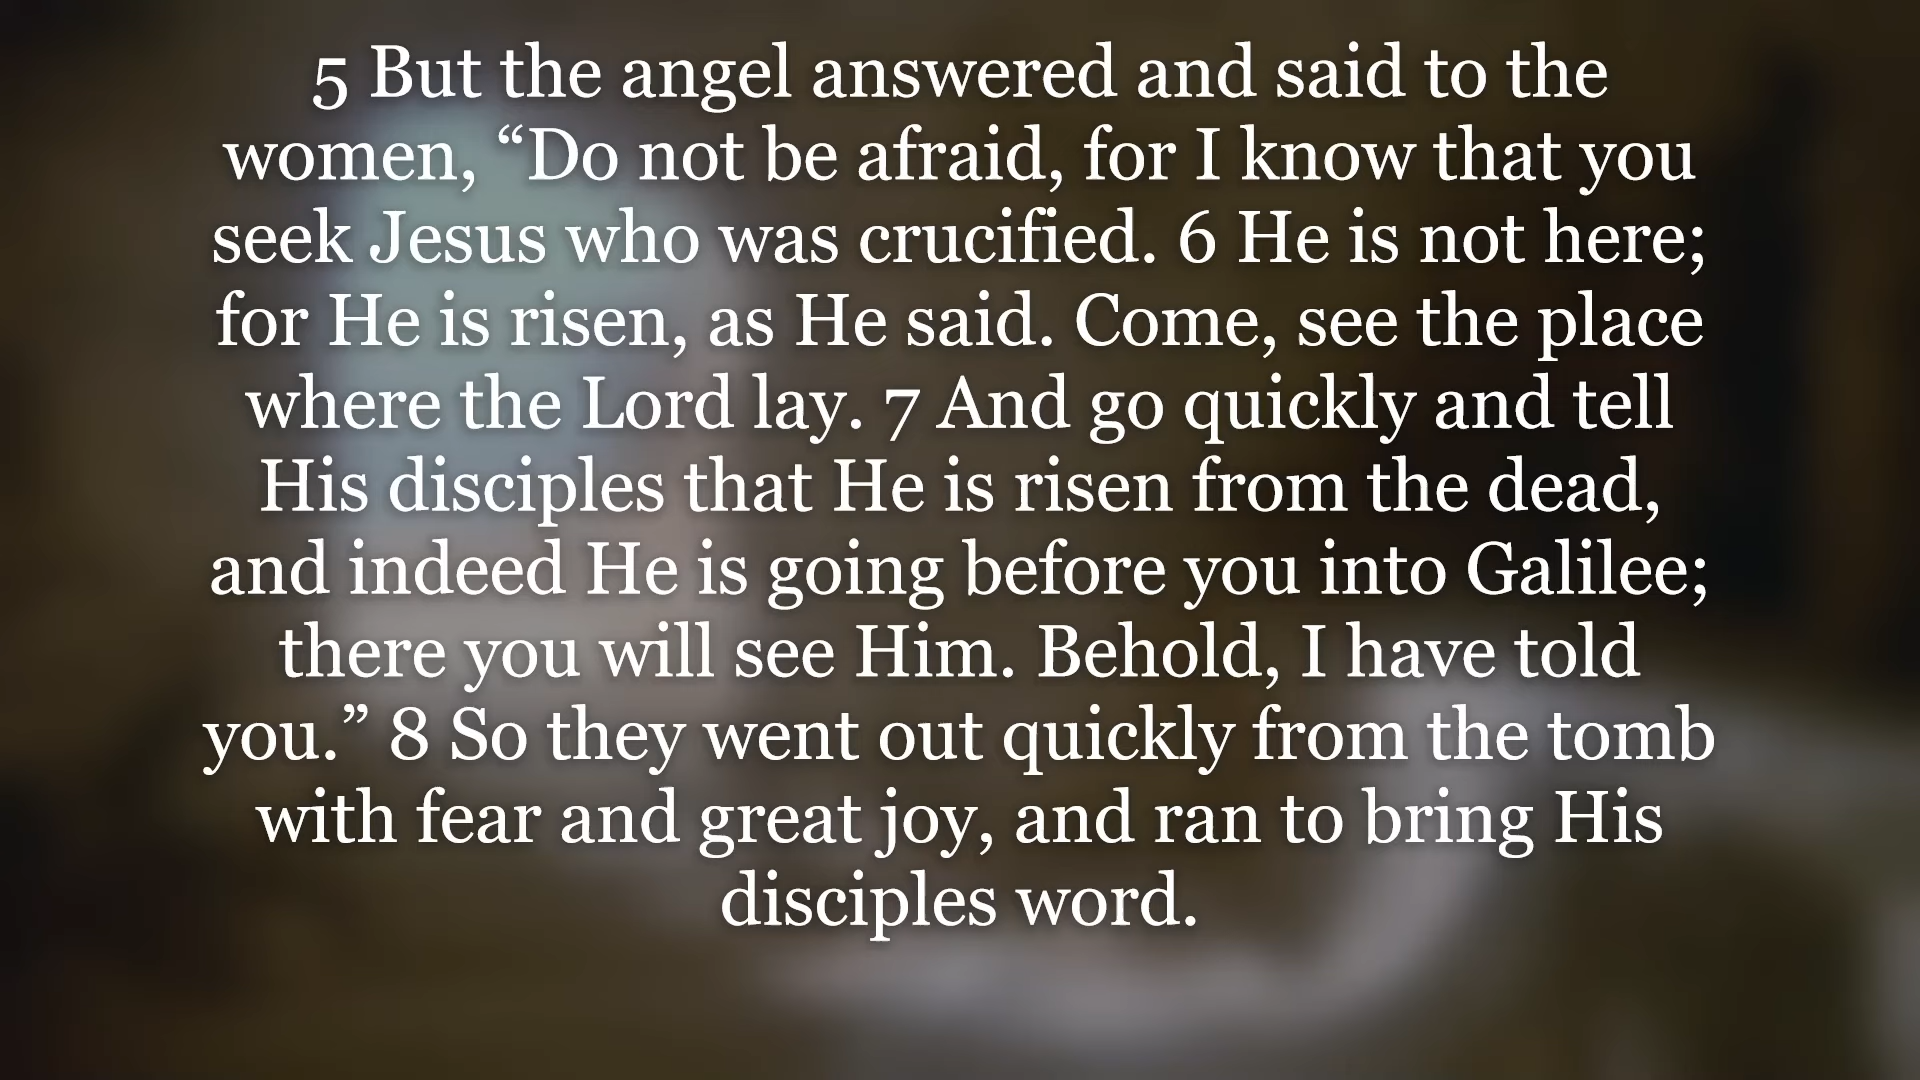 5 But the angel answered and said to the
women, “Do not be afraid, for I know that you
seek Jesus who was crucified. 6 He is not here;
for He is risen, as He said. Come, see the place
where the Lord lay. 7 And go quickly and tell
His disciples that He is risen from the dead,
and indeed He is going before you into Galilee;
there you will see Him. Behold, I have told
you.” 8 So they went out quickly from the tomb
with fear and great joy, and ran to bring His
disciples word.